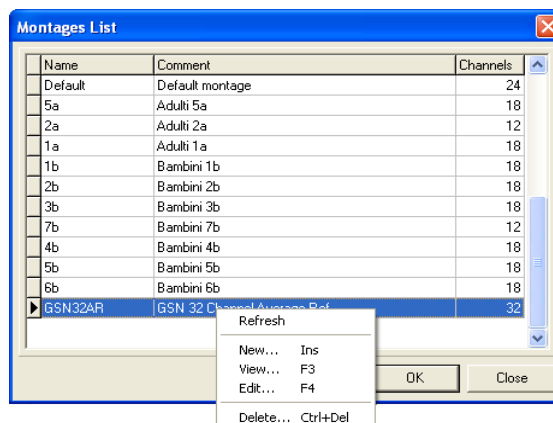 Montages List
Name Comment Channels
Default Default montage 24
5a Adulti 5a 18
2a Adulti 2a 12
1a Adulti 1a 18
1b Bambini 1b 18
2b Bambini 2b 18
3b Bambini 3b 18
7b Bambini 7b 12
4b Bambini 4b 18
5b Bambini 5b 18
6b Bambini 6b 18
GSN32AR GSN 32 Channel Average Ref 32
Refresh
New... Ins
View... F3
Edit... F4
Delete... Ctrl+Del
OK Close